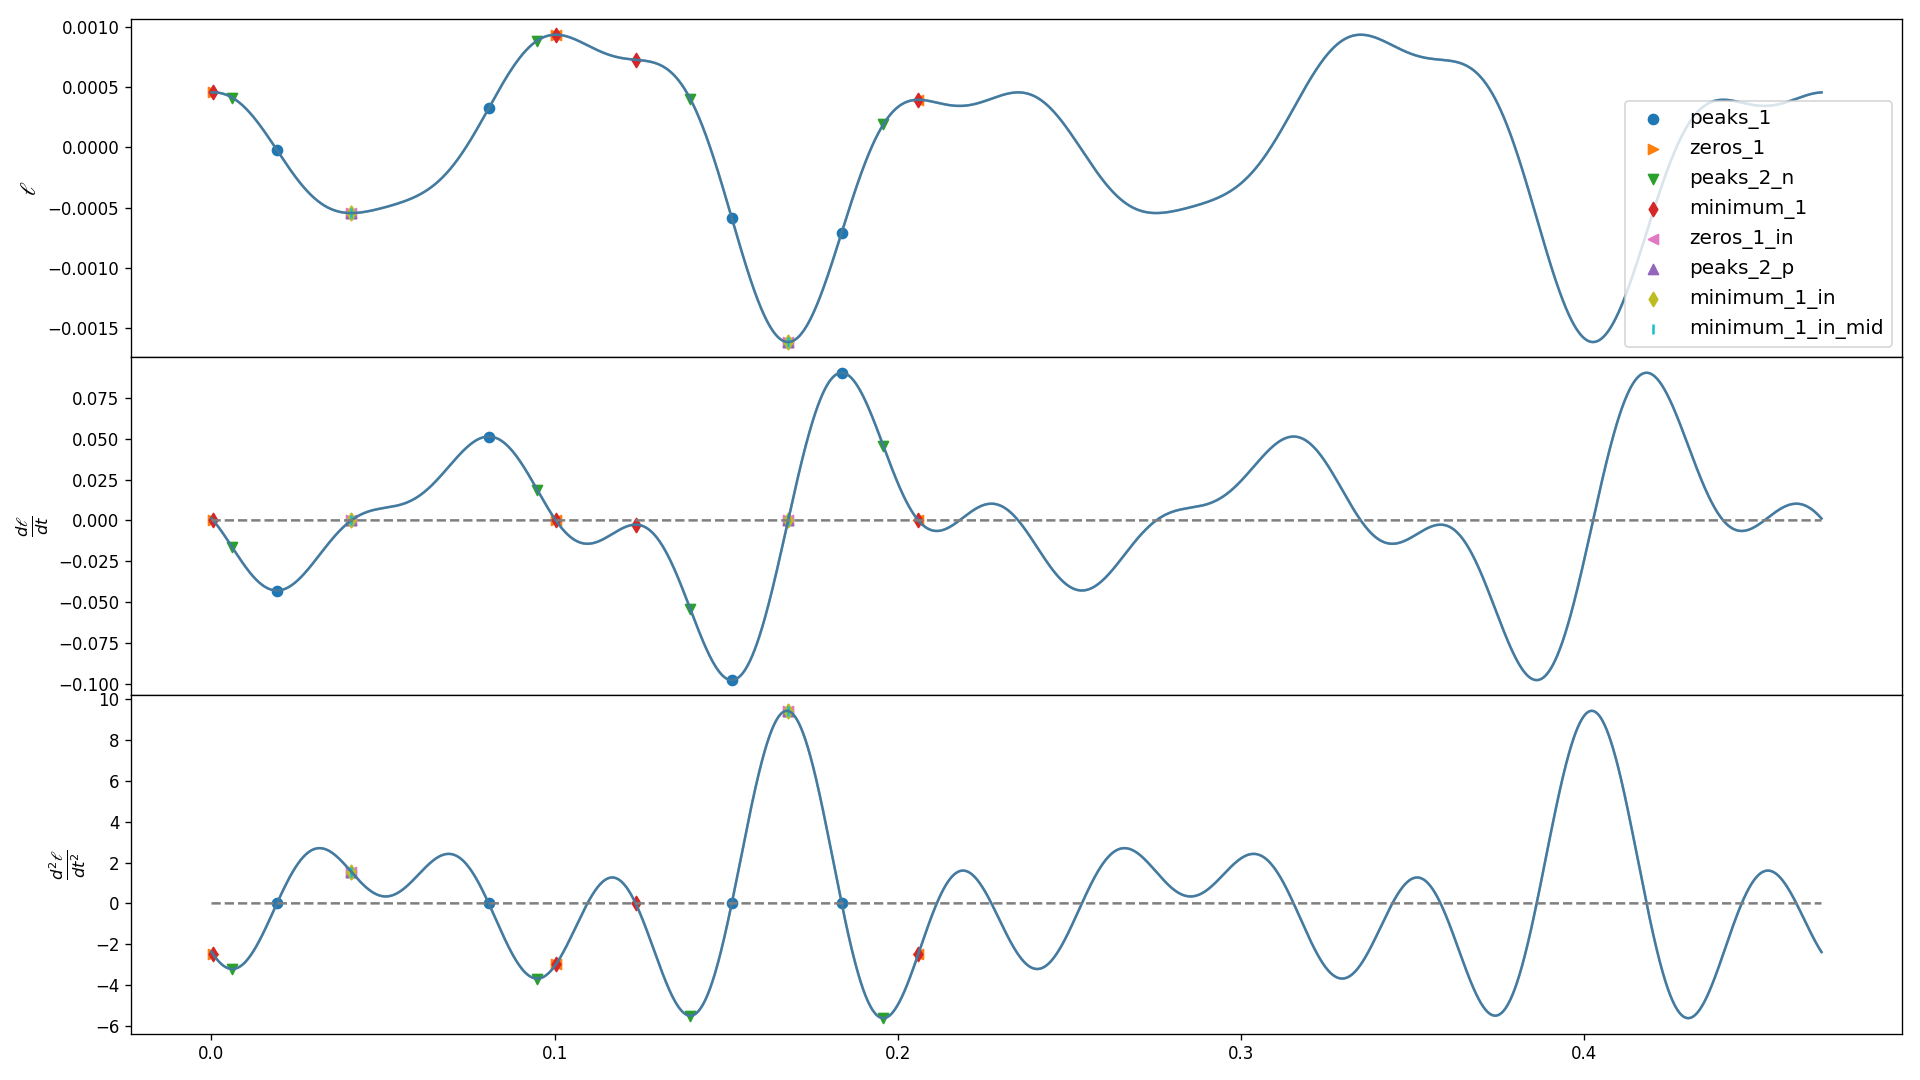 0.0010
0.0005
0.0000
−0.0005
−0.0010
−0.0015
ℓ
peaks_1
zeros_1
peaks_2_n
minimum_1
zeros_1_in
peaks_2_p
minimum_1_in
minimum_1_in_mid
0.075
0.050
0.025
0.000
−0.025
−0.050
−0.075
−0.100
dℓ
dt
10
8
6
4
2
0
−2
−4
−6
d²ℓ
dt²
0.0 0.1 0.2 0.3 0.4